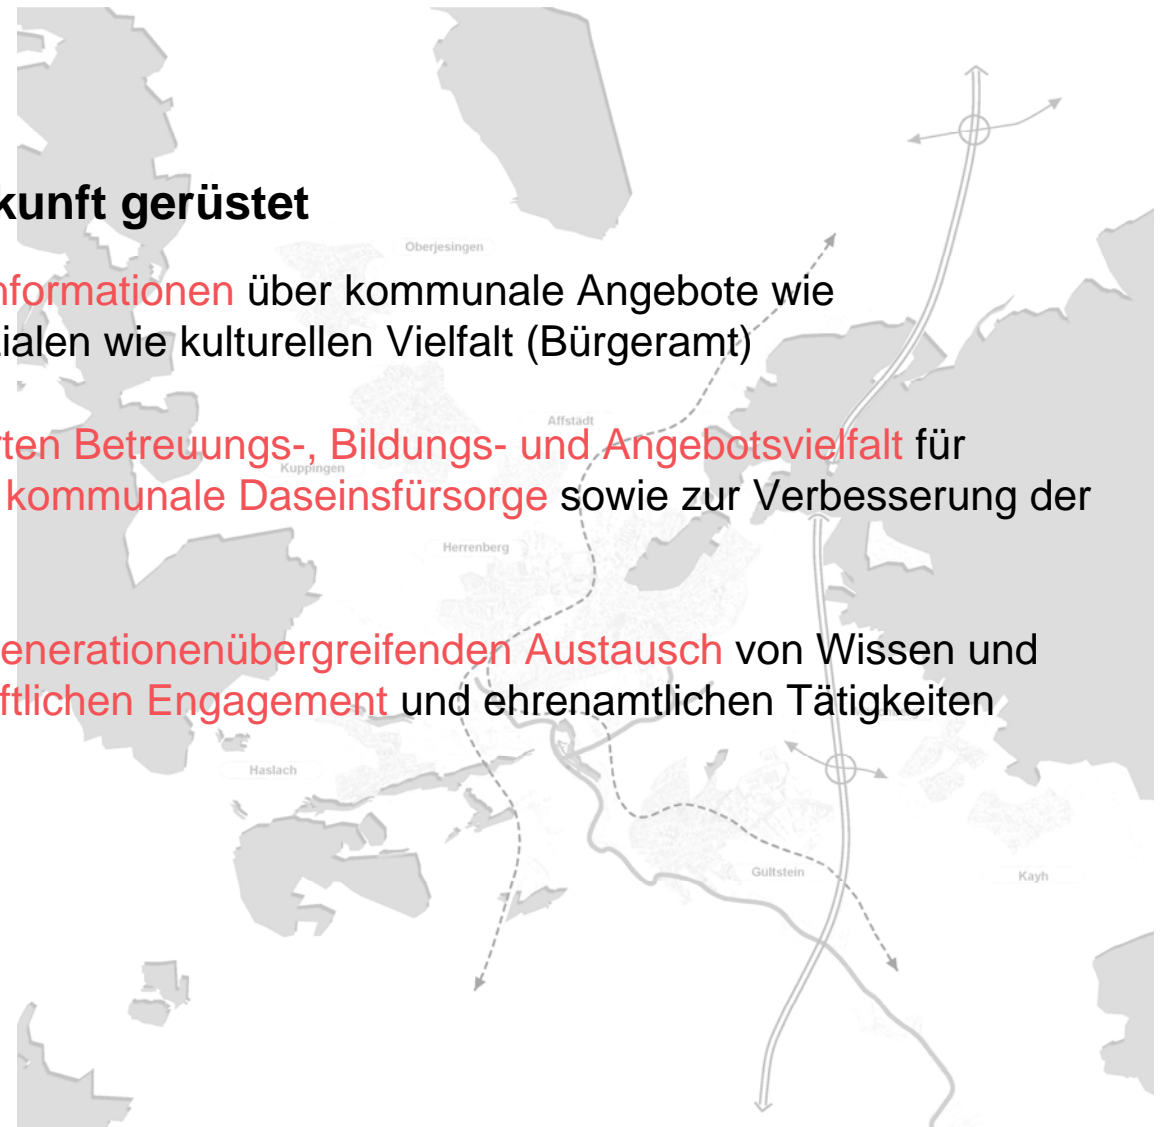 kunft gerüstet
Oberjesingen
nformationen über kommunale Angebote wie
ialen wie kulturellen Vielfalt (Bürgeramt)
Affstädt
ten Betreuungs-, Bildungs- und Angebotsvielfalt für
Kuppingen
kommunale Daseinsfürsorge sowie zur Verbesserung der
Herrenberg
enerationenübergreifenden Austausch von Wissen und
ftlichen Engagement und ehrenamtlichen Tätigkeiten
Haslach
Gültstein
Kayh